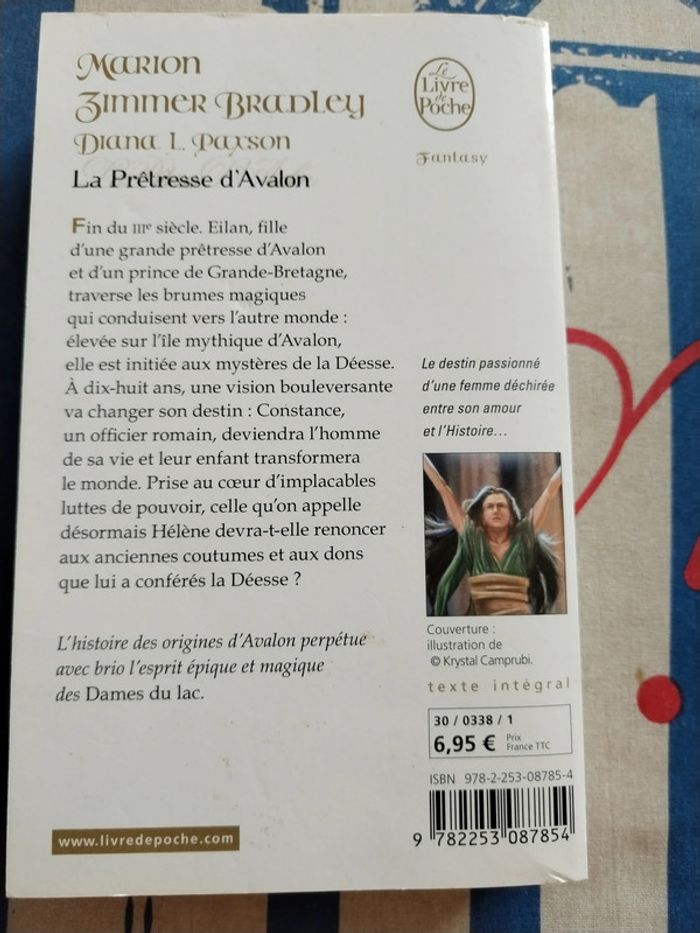 Marion
Zimmer Bradley
Diana L. Paxson
La Prêtresse d'Avalon
Le
Livre
de
Poche
Fantasy
Fin du IIIe siècle. Eilan, fille
d'une grande prêtresse d'Avalon
et d'un prince de Grande-Bretagne,
traverse les brumes magiques
qui conduisent vers l'autre monde :
élevée sur l'île mythique d'Avalon,
elle est initiée aux mystères de la Déesse.
À dix-huit ans, une vision bouleversante
va changer son destin : Constance,
un officier romain, deviendra l'homme
de sa vie et leur enfant transformera
le monde. Prise au cœur d'implacables
luttes de pouvoir, celle qu'on appelle
désormais Hélène devra-t-elle renoncer
aux anciennes coutumes et aux dons
que lui a conférés la Déesse ?
L'histoire des origines d'Avalon perpétue
avec brio l'esprit épique et magique
des Dames du lac.
www.livredepoche.com
Le destin passionné
d'une femme déchirée
entre son amour
et l'Histoire...
Couverture :
illustration de
© Krystal Camprubi.
texte intégral
30 / 0338 / 1
6,95 € Prix
France TTC
ISBN 978-2-253-08785-4
9 782253 087854